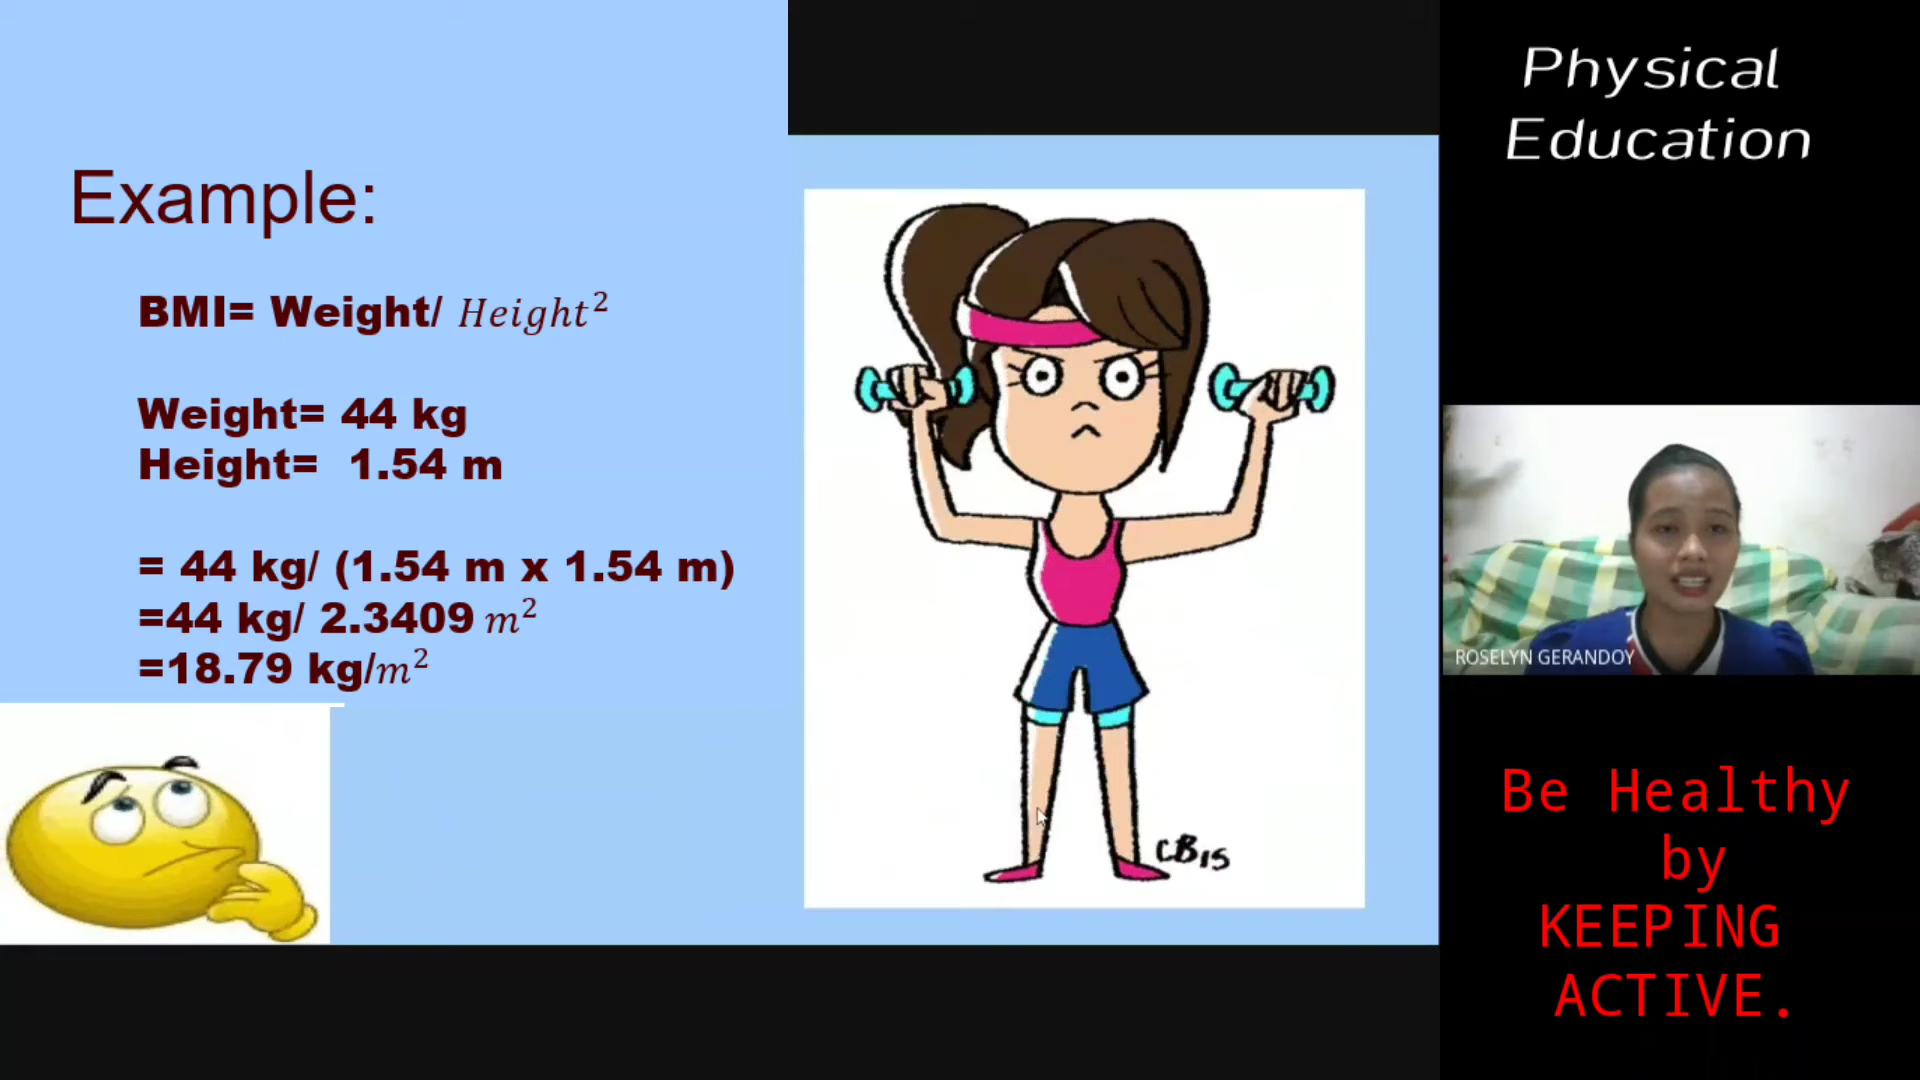 Example:
BMI= Weight/ Height²
Weight= 44 kg
Height= 1.54 m
= 44 kg/ (1.54 m x 1.54 m)
=44 kg/ 2.3409 m²
=18.79 kg/m²
CB15
Physical
Education
ROSELYN GERANDOY
Be Healthy
by
KEEPING
ACTIVE.